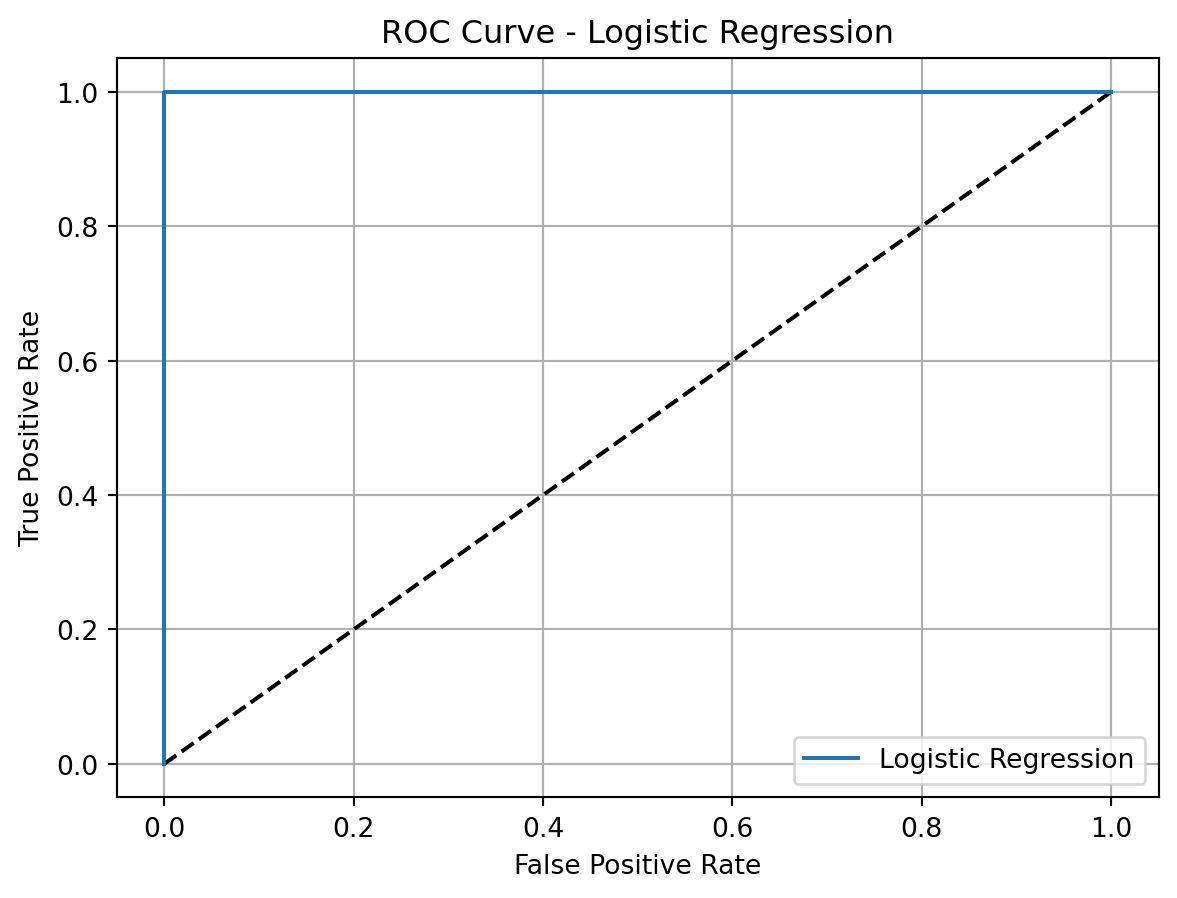 ROC Curve - Logistic Regression
True Positive Rate
1.0
0.8
0.6
0.4
0.2
0.0
Logistic Regression
0.0 0.2 0.4 0.6 0.8 1.0
False Positive Rate